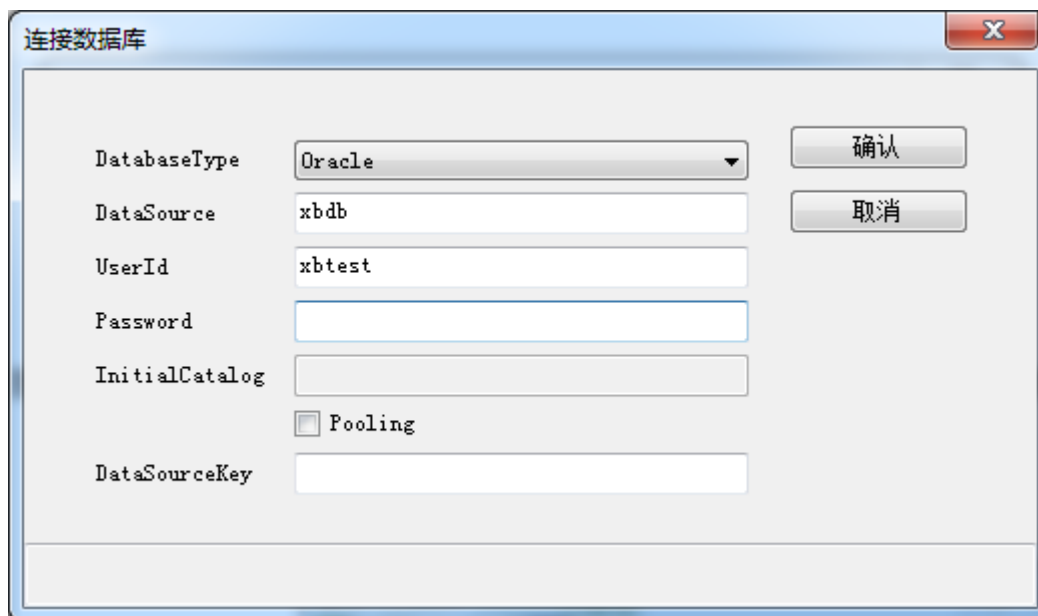 连接数据库
DatabaseType Oracle 确认
DataSource xbdb 取消
UserId xbtest
Password
InitialCatalog
Pooling
DataSourceKey